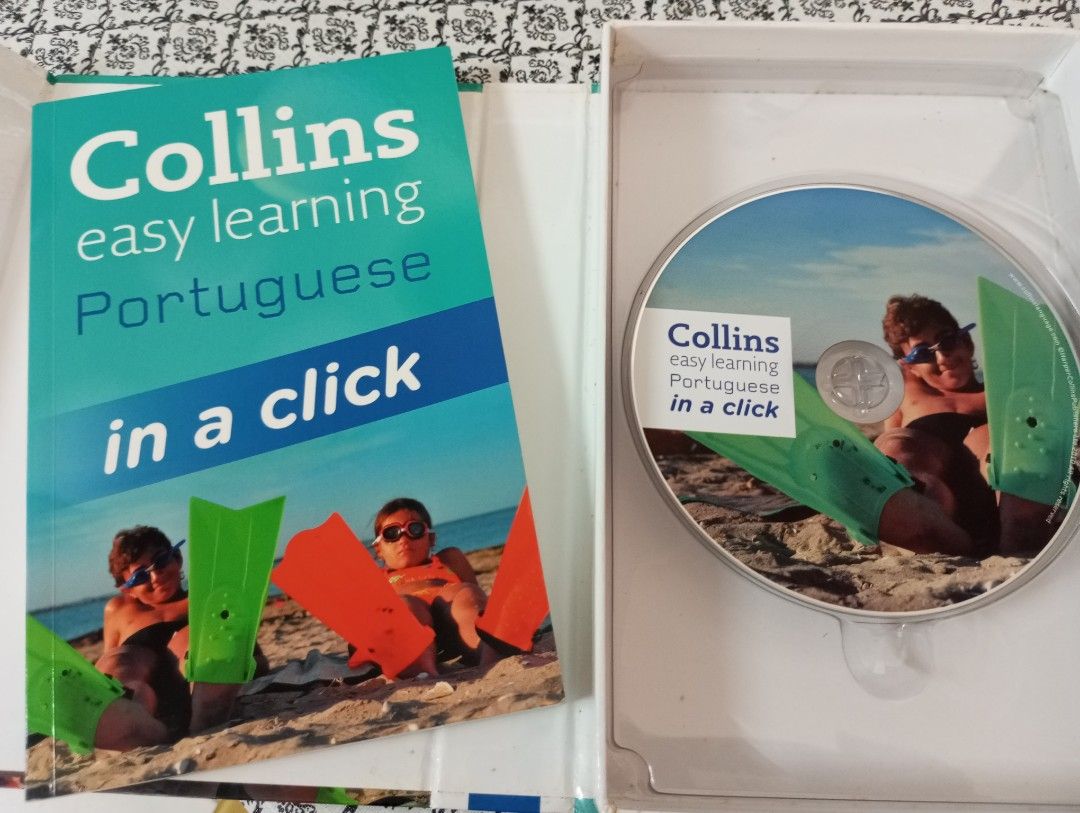 Collins
easy learning
Portuguese
in a click
Collins
easy learning
Portuguese
in a click